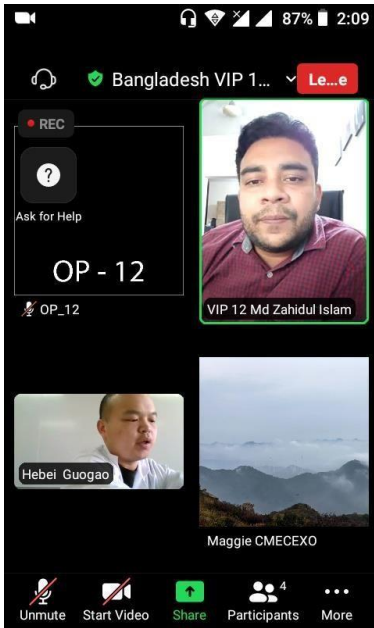 87% 2:09
Bangladesh VIP 1... Le...e
REC
?
Ask for Help
OP - 12
OP_12
VIP 12 Md Zahidul Islam
Hebei Guogao
Maggie CMECEXO
4
Unmute Start Video Share Participants More